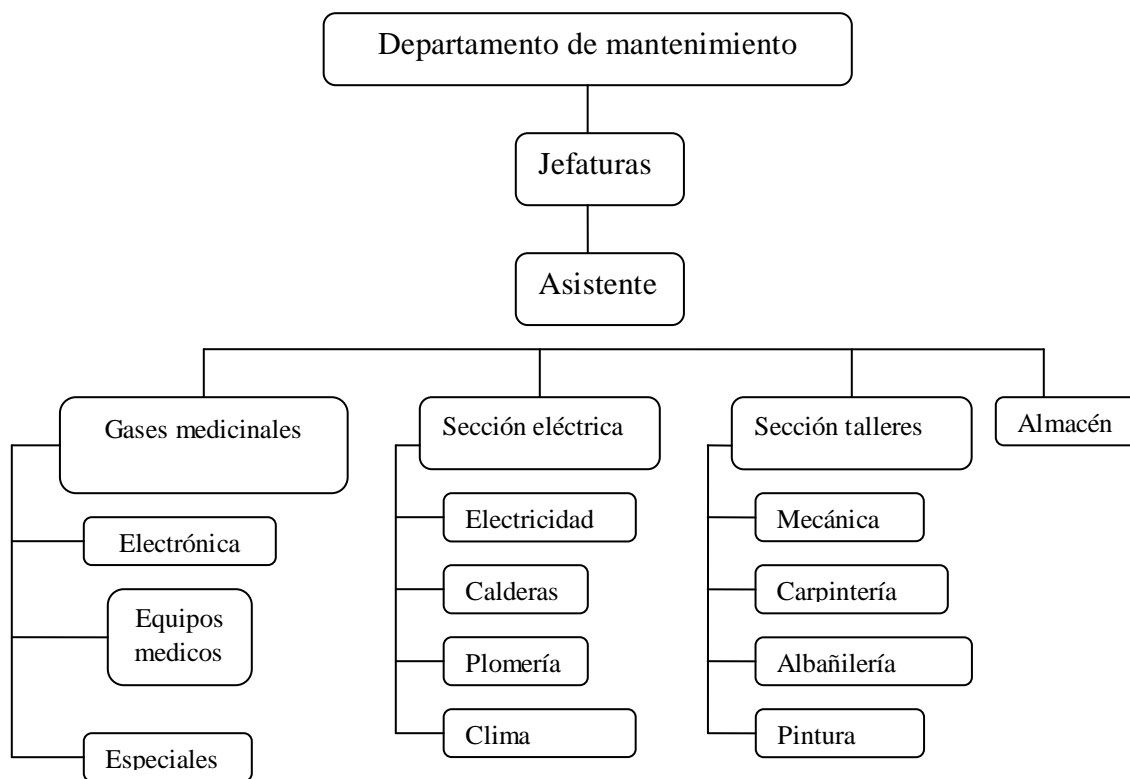 Departamento de mantenimiento
Jefaturas
Asistente
Gases medicinales
Electrónica
Equipos
medicos
Especiales
Sección eléctrica
Electricidad
Calderas
Plomería
Clima
Sección talleres
Mecánica
Carpintería
Albañilería
Pintura
Almacén